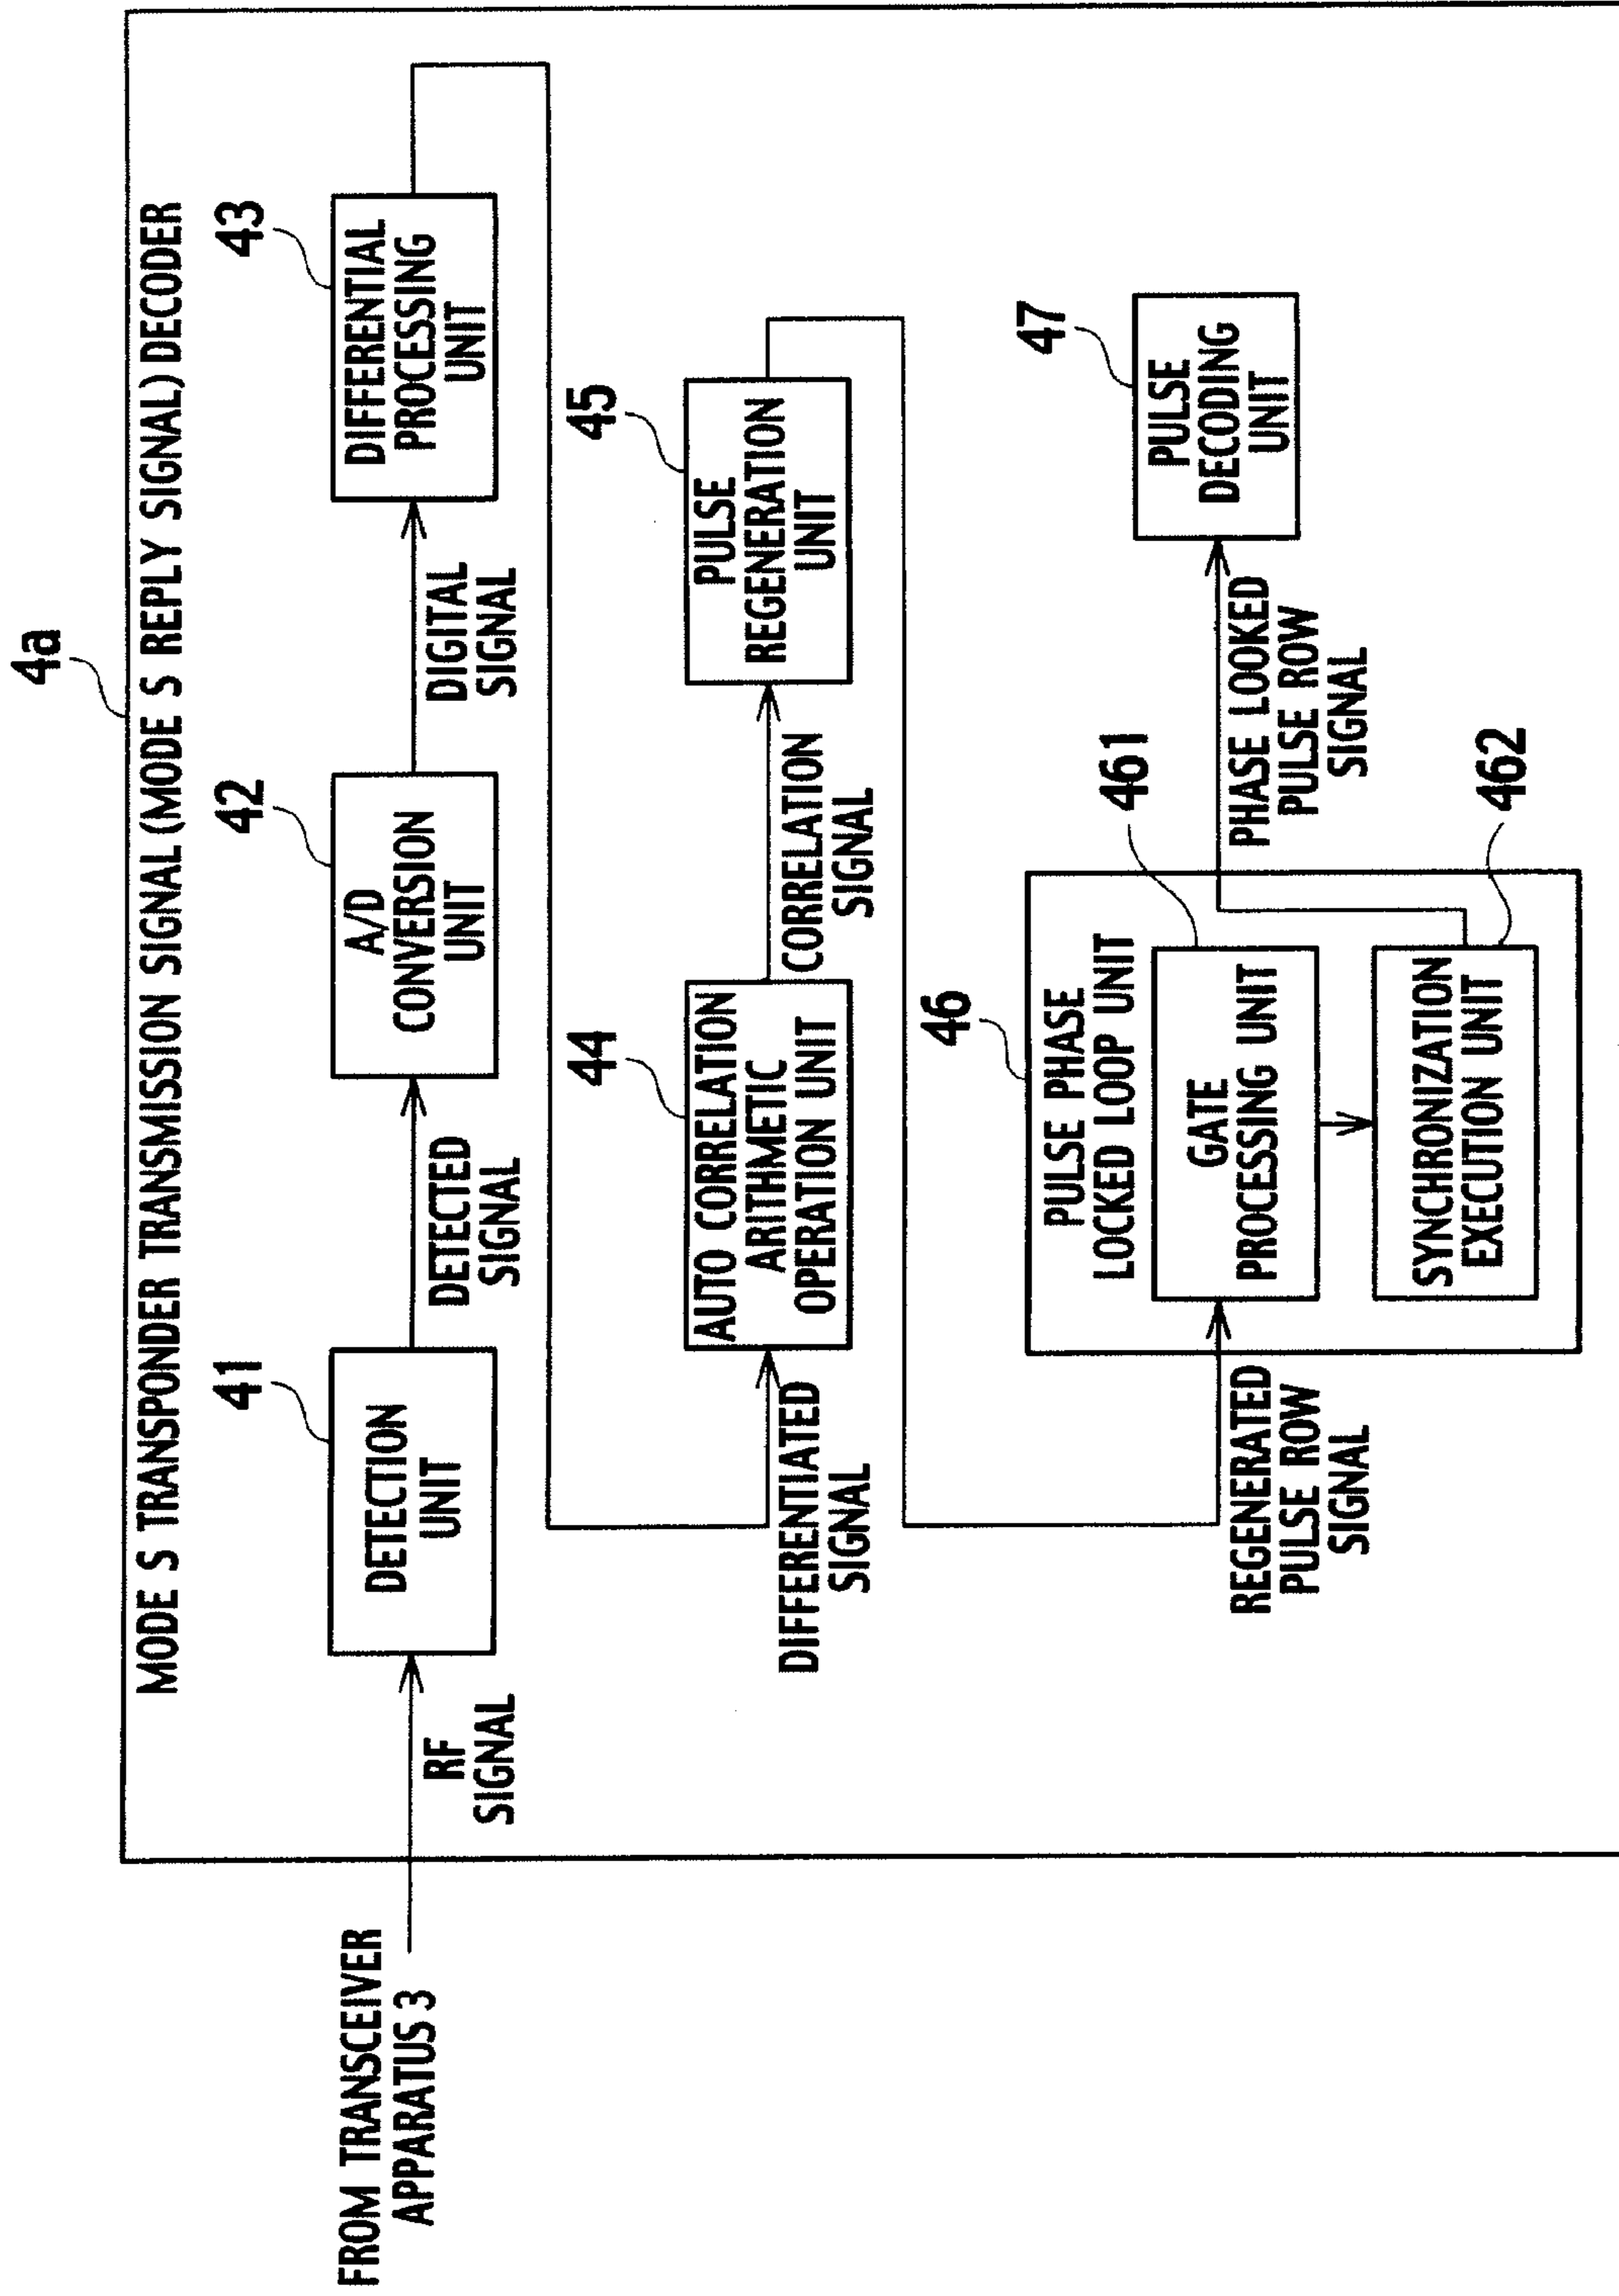 4a
MODE S TRANSPONDER TRANSMISSION SIGNAL (MODE S REPLY SIGNAL) DECODER
FROM TRANSCEIVER
APPARATUS 3
RF
SIGNAL
41
DETECTION
UNIT
DETECTED
SIGNAL
42
A/D
CONVERSION
UNIT
DIGITAL
SIGNAL
43
DIFFERENTIAL
PROCESSING
UNIT
DIFFERENTIATED
SIGNAL
44
AUTO CORRELATION
ARITHMETIC
OPERATION UNIT
CORRELATION
SIGNAL
45
PULSE
REGENERATION
UNIT
REGENERATED
PULSE ROW
SIGNAL
46
PULSE PHASE
LOCKED LOOP UNIT
461
GATE
PROCESSING UNIT
462
SYNCHRONIZATION
EXECUTION UNIT
PHASE LOOKED
PULSE ROW
SIGNAL
47
PULSE
DECODING
UNIT